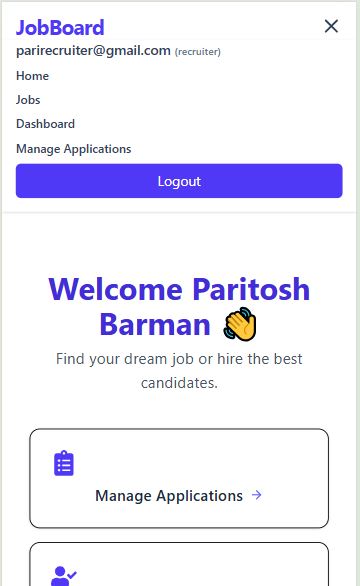 JobBoard
parirecruiter@gmail.com (recruiter)
Home
Jobs
Dashboard
Manage Applications
Logout
Welcome Paritosh
Barman 👋
Find your dream job or hire the best
candidates.
Manage Applications →